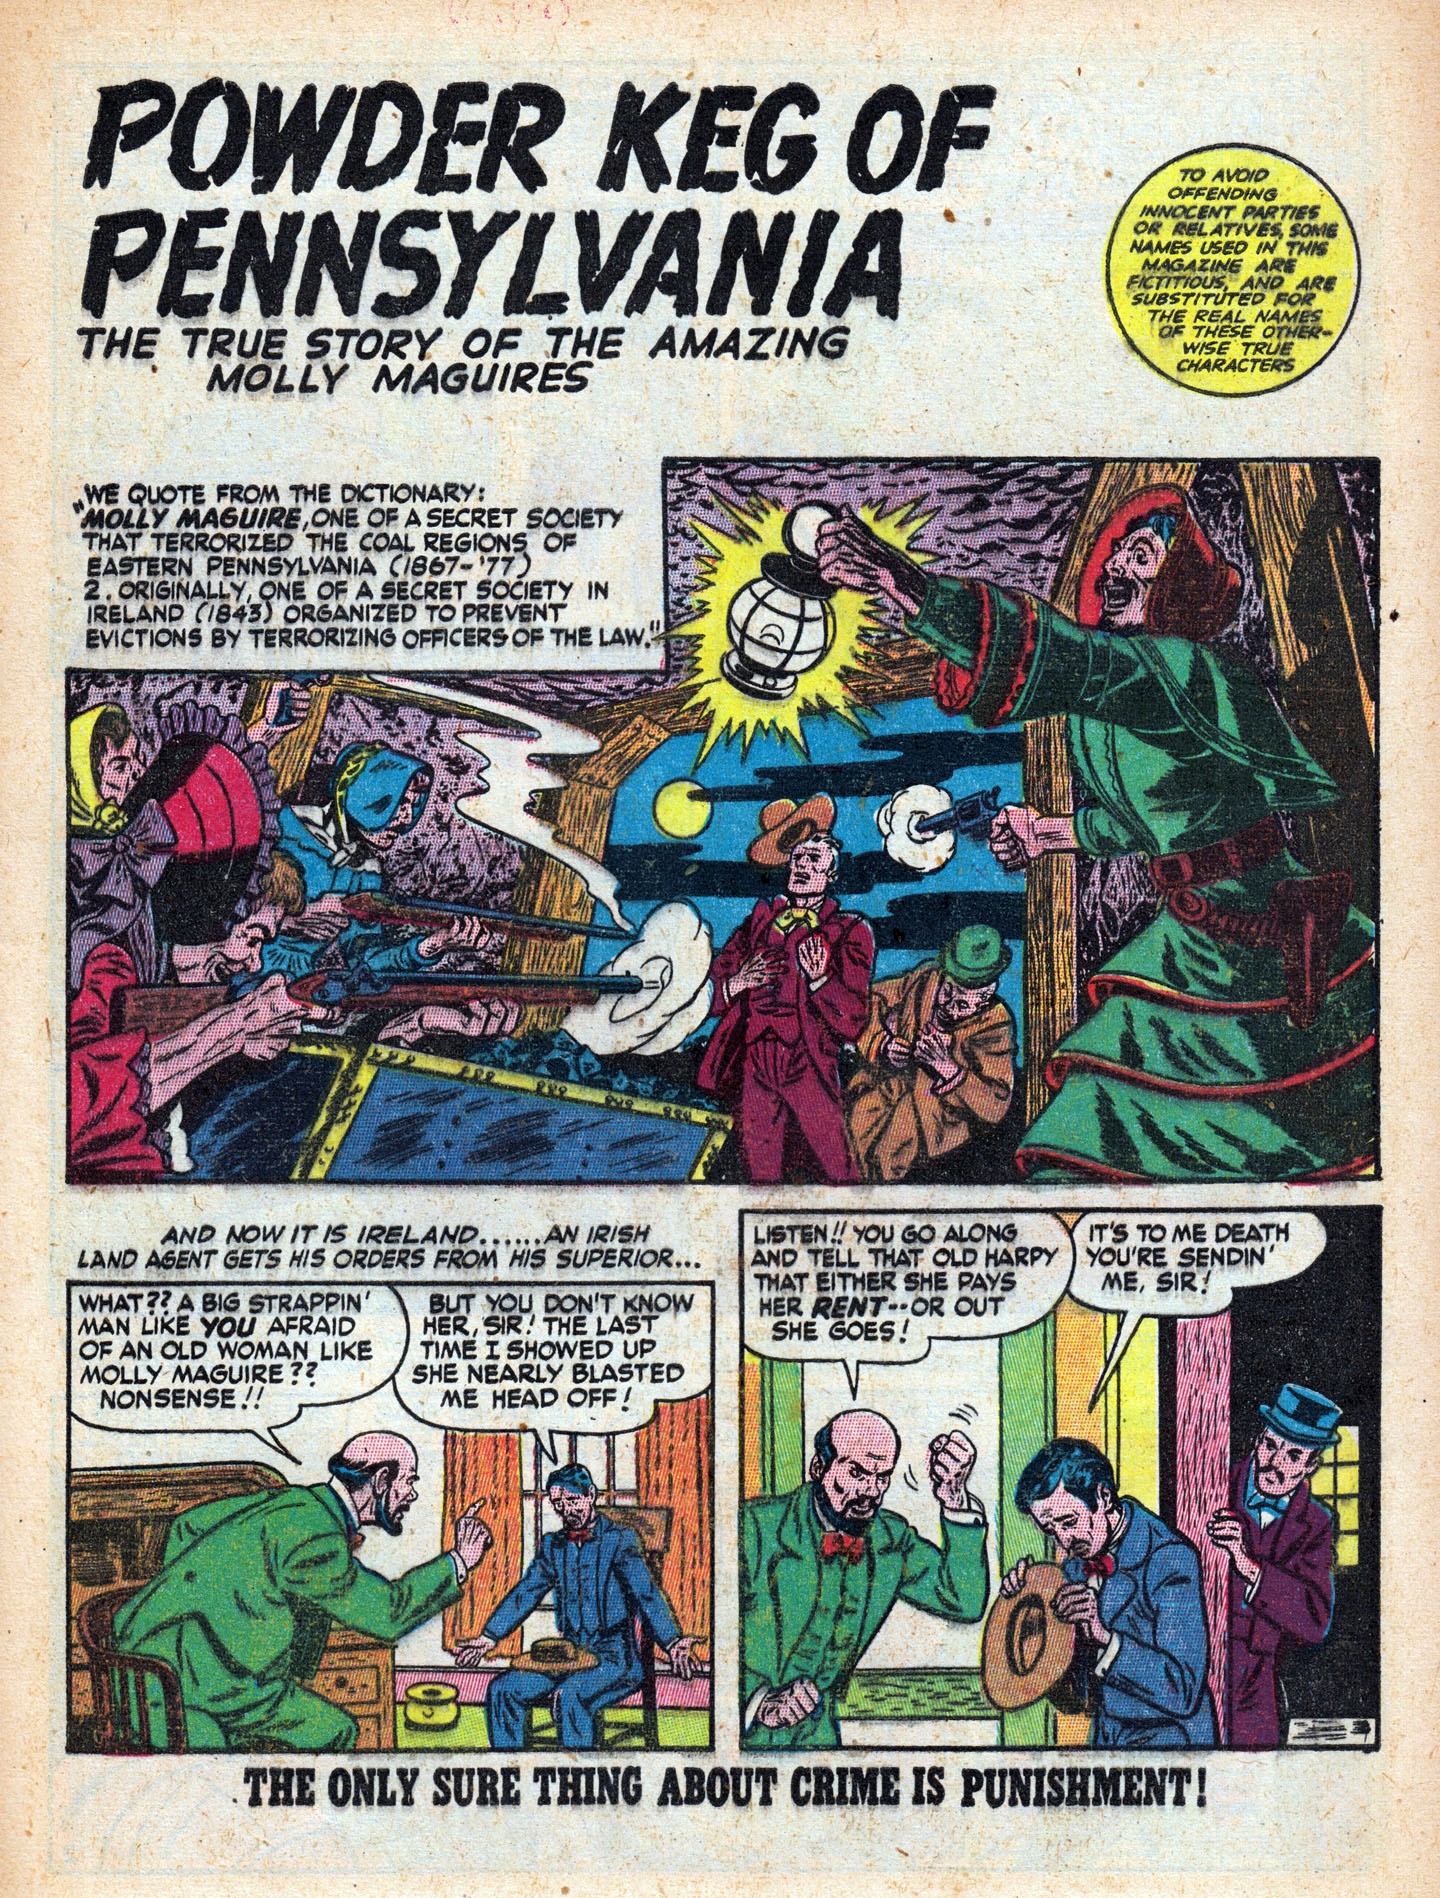 POWDER KEG OF
PENNSYLVANIA
THE TRUE STORY OF THE AMAZING
MOLLY MAGUIRES
TO AVOID
OFFENDING
INNOCENT PARTIES
OR RELATIVES, SOME
NAMES USED IN THIS
MAGAZINE ARE
FICTITIOUS, AND ARE
SUBSTITUTED FOR
THE REAL NAMES
OF THESE OTHER-
WISE TRUE
CHARACTERS
WE QUOTE FROM THE DICTIONARY:
"MOLLY MAGUIRE, ONE OF A SECRET SOCIETY
THAT TERRORIZED THE COAL REGIONS OF
EASTERN PENNSYLVANIA (1867-'77)
2. ORIGINALLY, ONE OF A SECRET SOCIETY IN
IRELAND (1843) ORGANIZED TO PREVENT
EVICTIONS BY TERRORIZING OFFICERS OF THE LAW."
AND NOW IT IS IRELAND......AN IRISH
LAND AGENT GETS HIS ORDERS FROM HIS SUPERIOR...
WHAT?? A BIG STRAPPIN'
MAN LIKE YOU AFRAID
OF AN OLD WOMAN LIKE
MOLLY MAGUIRE??
NONSENSE!!
BUT YOU DON'T KNOW
HER, SIR! THE LAST
TIME I SHOWED UP
SHE NEARLY BLASTED
ME HEAD OFF!
LISTEN!! YOU GO ALONG
AND TELL THAT OLD HARPY
THAT EITHER SHE PAYS
HER RENT--OR OUT
SHE GOES!
IT'S TO ME DEATH
YOU'RE SENDIN'
ME, SIR!
THE ONLY SURE THING ABOUT CRIME IS PUNISHMENT!